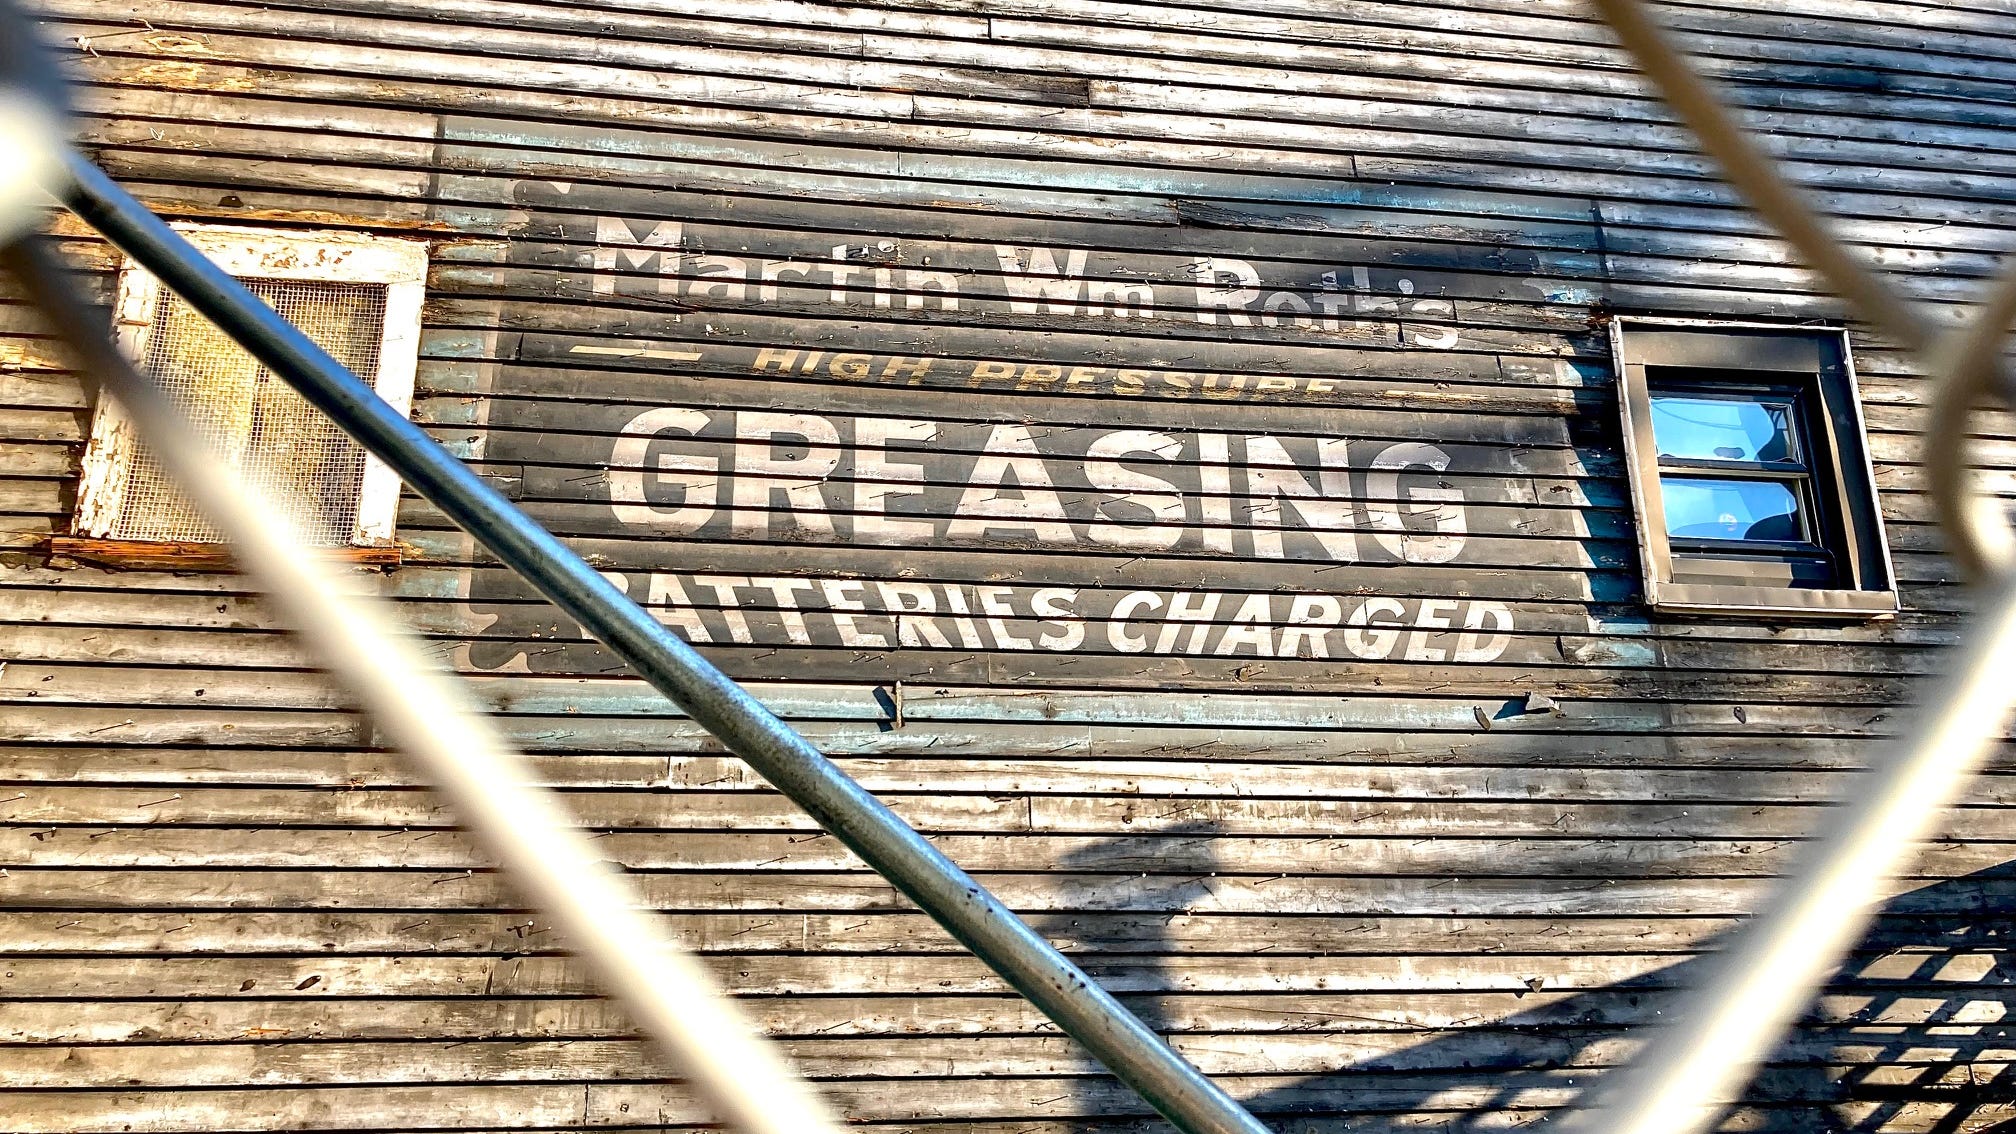 Martin Wm Roth's
HIGH PRESSURE
GREASING
BATTERIES CHARGED